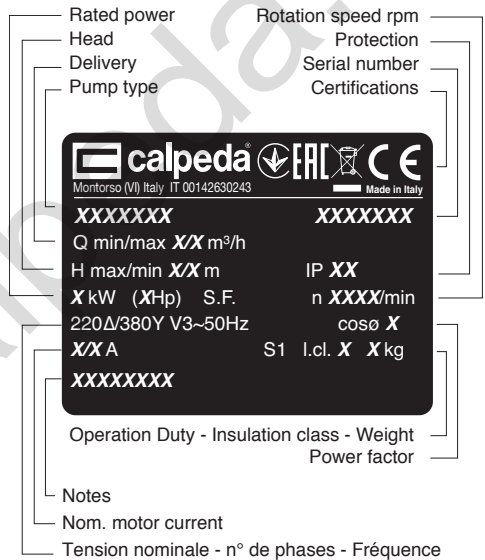 Rated power
Rotation speed rpm
Head
Protection
Delivery
Serial number
Pump type
Certifications
calpeda®
EAC
CE
Montorso (VI) Italy IT 00142630243
Made in Italy
XXXXXXX
XXXXXXX
Q min/max X/X m³/h
H max/min X/X m
IP XX
X kW (XHp) S.F.
n XXXX/min
220Δ/380Y V3~50Hz
cosø X
X/X A
S1 I.cl. X X kg
XXXXXXXX
Operation Duty - Insulation class - Weight
Power factor
Notes
Nom. motor current
Tension nominale - n° de phases - Fréquence